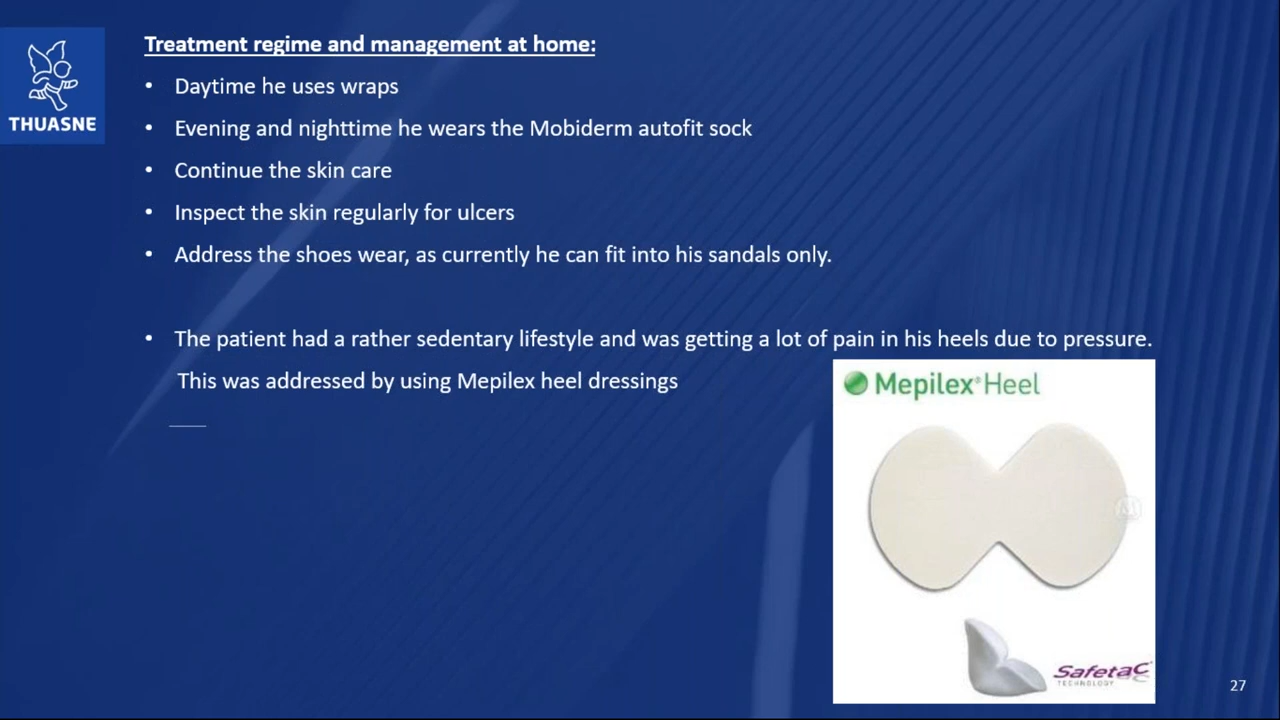 Treatment regime and management at home:
THUASNE
• Daytime he uses wraps
• Evening and nighttime he wears the Mobiderm autofit sock
• Continue the skin care
• Inspect the skin regularly for ulcers
• Address the shoes wear, as currently he can fit into his sandals only.
• The patient had a rather sedentary lifestyle and was getting a lot of pain in his heels due to pressure.
This was addressed by using Mepilex heel dressings
Mepilex® Heel
Safetac
TECHNOLOGY
27